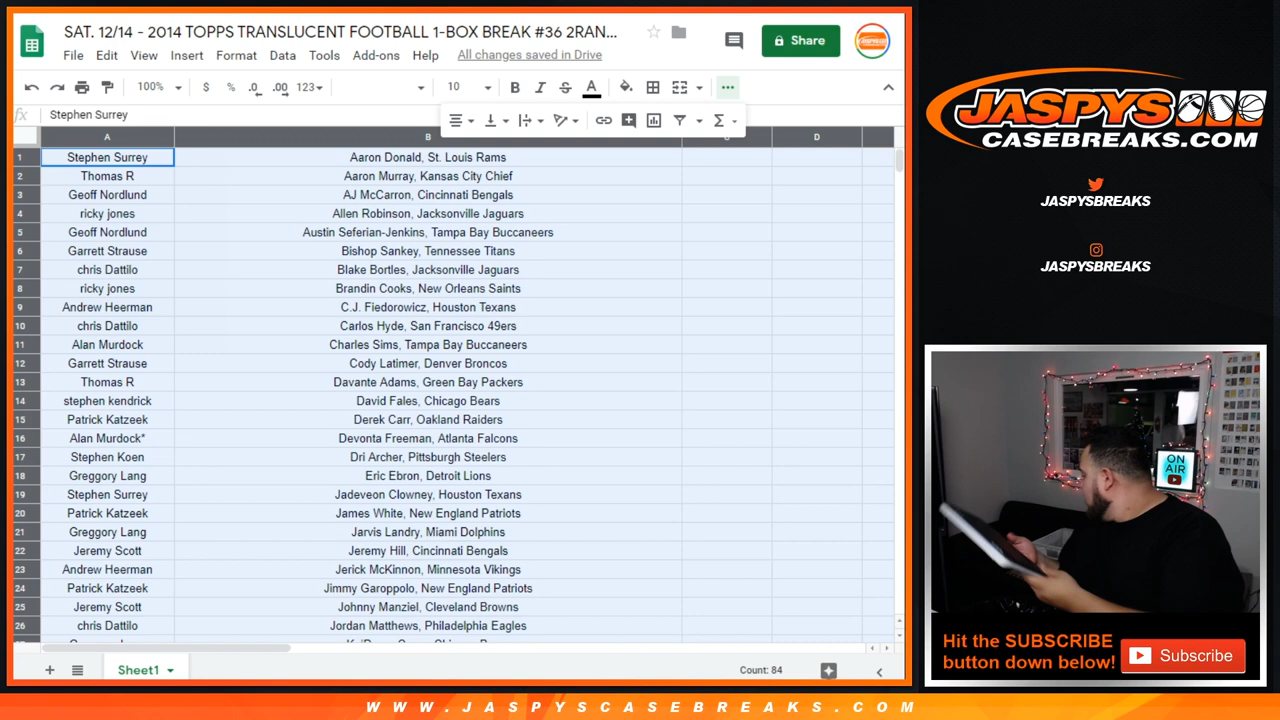 SAT. 12/14 - 2014 TOPPS TRANSLUCENT FOOTBALL 1-BOX BREAK #36 2RAN...
File Edit View Insert Format Data Tools Add-ons Help All changes saved in Drive
Share
100% $ % .0 .00 123 10 B I S A
fx Stephen Surrey
A B D
1 Stephen Surrey Aaron Donald, St. Louis Rams
2 Thomas R Aaron Murray, Kansas City Chief
3 Geoff Nordlund AJ McCarron, Cincinnati Bengals
4 ricky jones Allen Robinson, Jacksonville Jaguars
5 Geoff Nordlund Austin Seferian-Jenkins, Tampa Bay Buccaneers
6 Garrett Strause Bishop Sankey, Tennessee Titans
7 chris Dattilo Blake Bortles, Jacksonville Jaguars
8 ricky jones Brandin Cooks, New Orleans Saints
9 Andrew Heerman C.J. Fiedorowicz, Houston Texans
10 chris Dattilo Carlos Hyde, San Francisco 49ers
11 Alan Murdock Charles Sims, Tampa Bay Buccaneers
12 Garrett Strause Cody Latimer, Denver Broncos
13 Thomas R Davante Adams, Green Bay Packers
14 stephen kendrick David Fales, Chicago Bears
15 Patrick Katzeek Derek Carr, Oakland Raiders
16 Alan Murdock* Devonta Freeman, Atlanta Falcons
17 Stephen Koen Dri Archer, Pittsburgh Steelers
18 Greggory Lang Eric Ebron, Detroit Lions
19 Stephen Surrey Jadeveon Clowney, Houston Texans
20 Patrick Katzeek James White, New England Patriots
21 Greggory Lang Jarvis Landry, Miami Dolphins
22 Jeremy Scott Jeremy Hill, Cincinnati Bengals
23 Andrew Heerman Jerick McKinnon, Minnesota Vikings
24 Patrick Katzeek Jimmy Garoppolo, New England Patriots
25 Jeremy Scott Johnny Manziel, Cleveland Browns
26 chris Dattilo Jordan Matthews, Philadelphia Eagles
Sheet1 Count: 84
JASPYS
CASEBREAKS.COM
JASPYSBREAKS
JASPYSBREAKS
ON
AIR
Hit the SUBSCRIBE
button down below!
Subscribe
WWW.JASPYSCASEBREAKS.COM